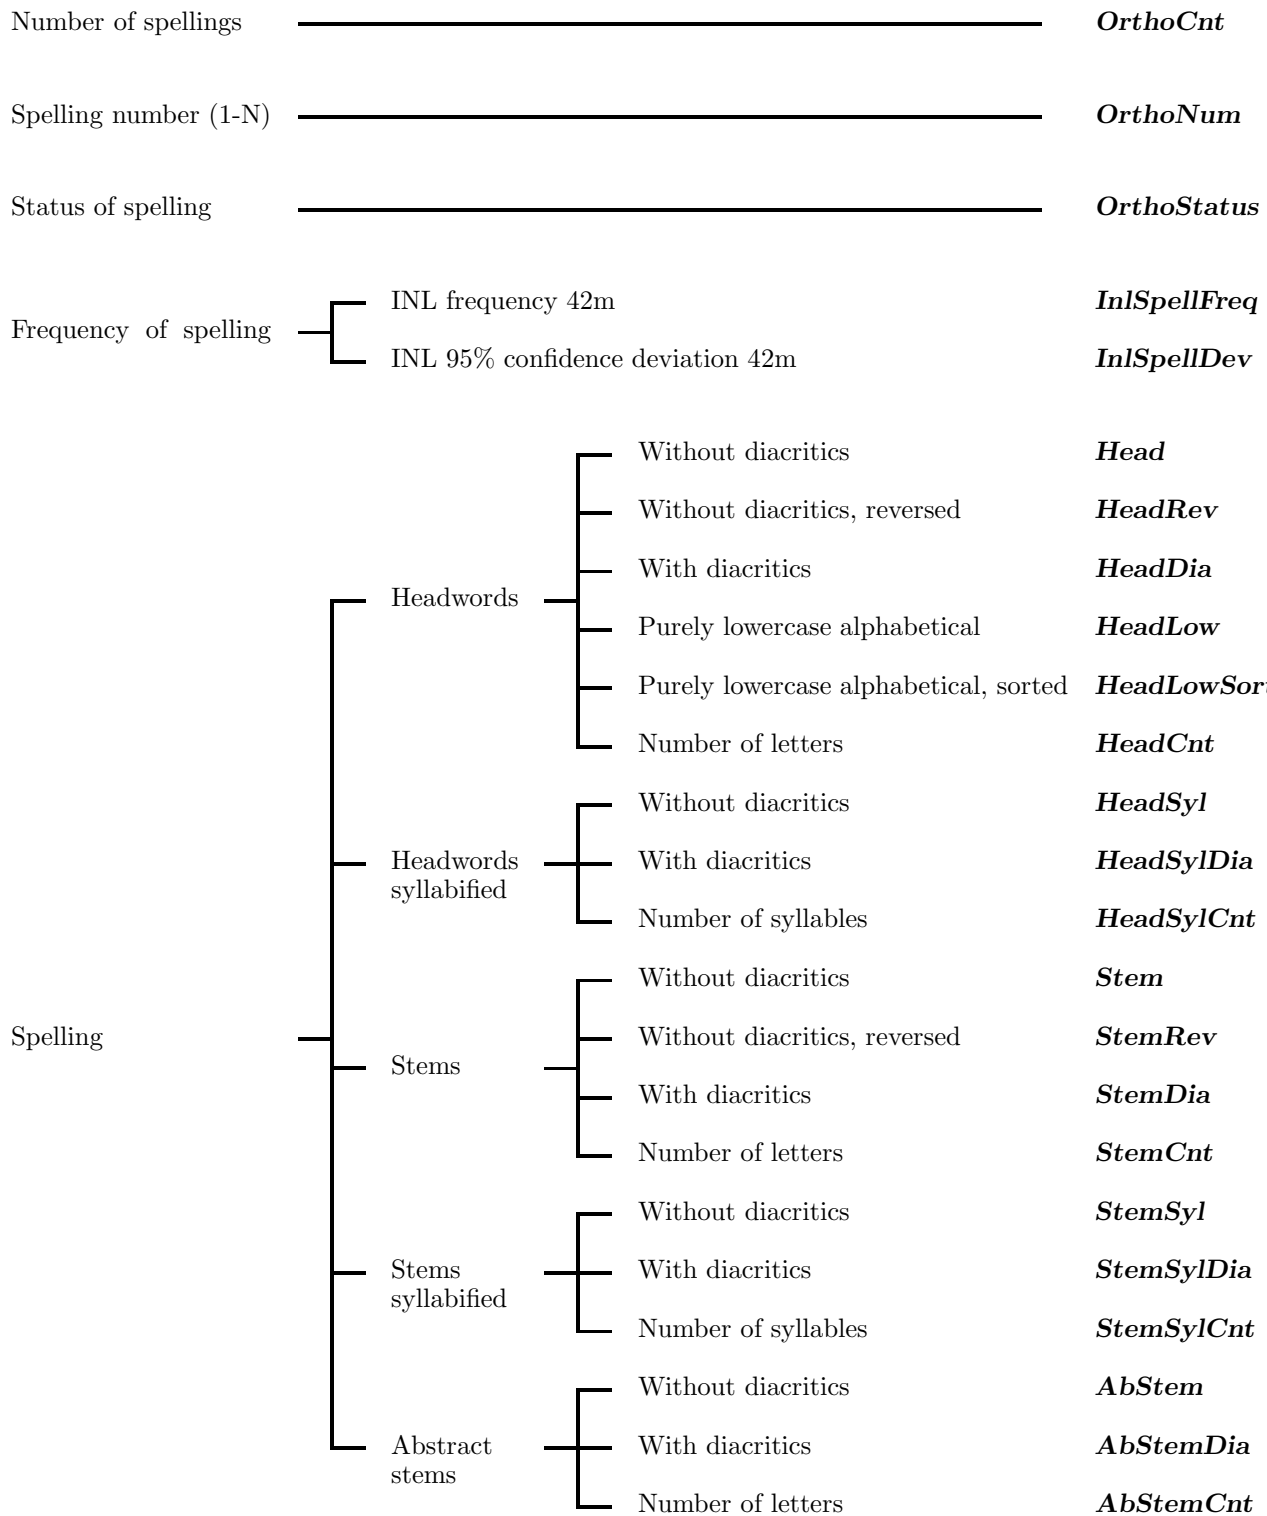 Number of spellings OrthoCnt
Spelling number (1-N) OrthoNum
Status of spelling OrthoStatus
INL frequency 42m InlSpellFreq
Frequency of spelling
INL 95% confidence deviation 42m InlSpellDev
Without diacritics Head
Without diacritics, reversed HeadRev
With diacritics HeadDia
Headwords
Purely lowercase alphabetical HeadLow
Purely lowercase alphabetical, sorted HeadLowSort
Number of letters HeadCnt
Without diacritics HeadSyl
Headwords With diacritics HeadSylDia
syllabified
Number of syllables HeadSylCnt
Without diacritics Stem
Spelling Without diacritics, reversed StemRev
Stems
With diacritics StemDia
Number of letters StemCnt
Without diacritics StemSyl
Stems With diacritics StemSylDia
syllabified
Number of syllables StemSylCnt
Without diacritics AbStem
Abstract With diacritics AbStemDia
stems
Number of letters AbStemCnt